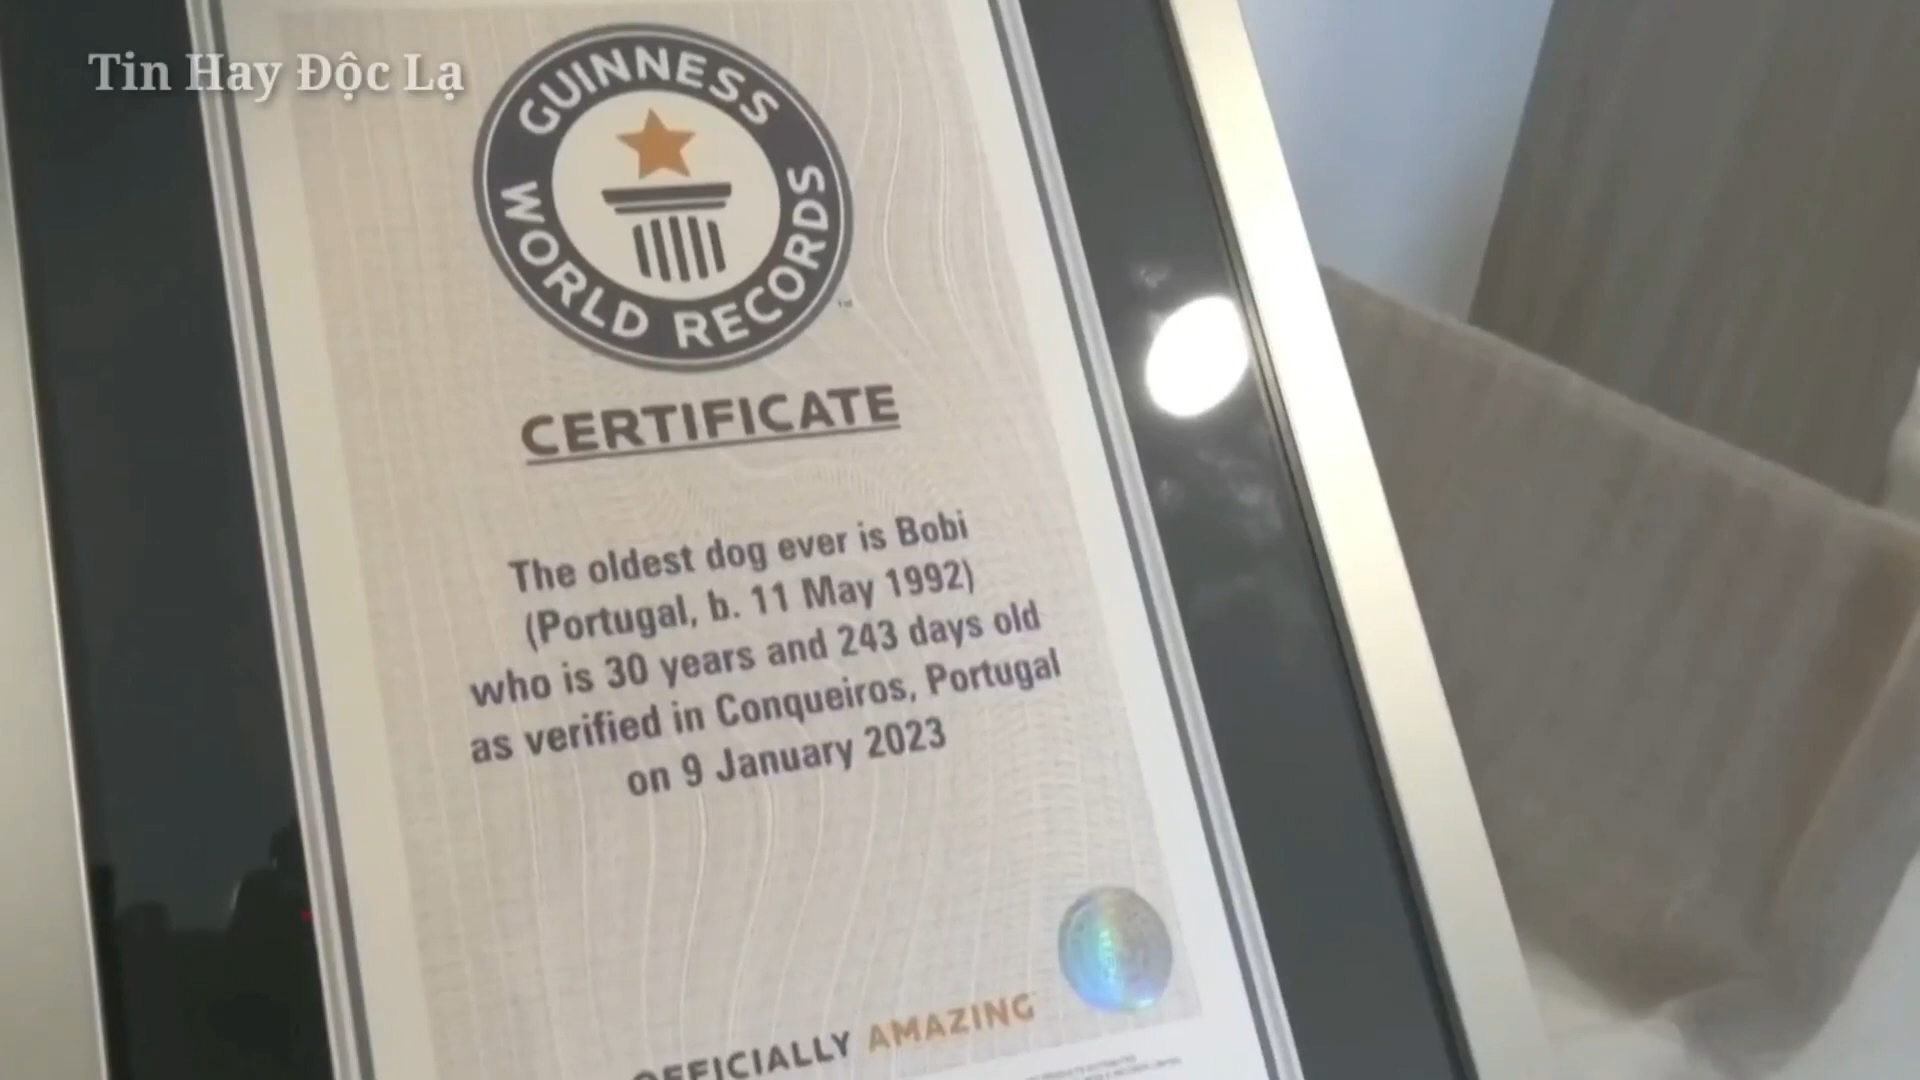 Tin Hay Độc Lạ
GUINNESS
WORLD RECORDS
TM
CERTIFICATE
The oldest dog ever is Bobi
(Portugal, b. 11 May 1992)
who is 30 years and 243 days old
as verified in Conqueiros, Portugal
on 9 January 2023
OFFICIALLY AMAZING